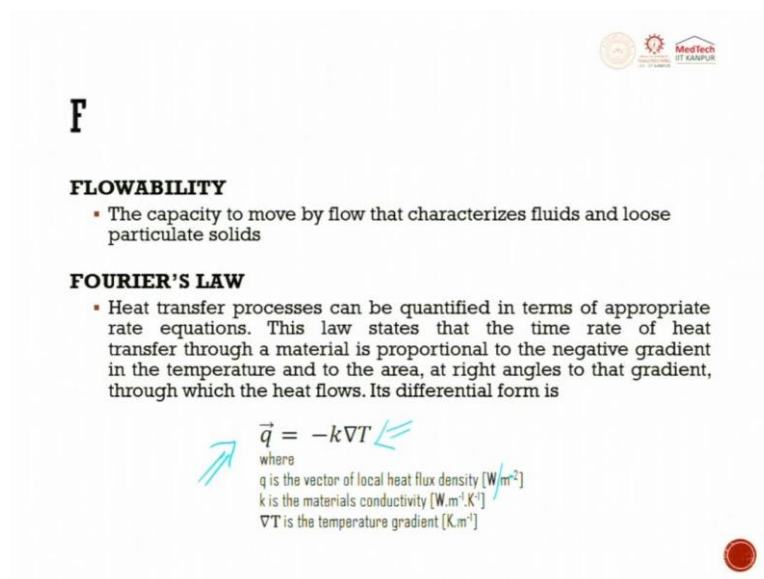 MedTech
IIT KANPUR
F
FLOWABILITY
▪ The capacity to move by flow that characterizes fluids and loose
particulate solids
FOURIER'S LAW
▪ Heat transfer processes can be quantified in terms of appropriate
rate equations. This law states that the time rate of heat
transfer through a material is proportional to the negative gradient
in the temperature and to the area, at right angles to that gradient,
through which the heat flows. Its differential form is
q⃗ = −k∇T
where
q is the vector of local heat flux density [W/m⁻²]
k is the materials conductivity [W.m⁻¹.K⁻¹]
∇T is the temperature gradient [K.m⁻¹]